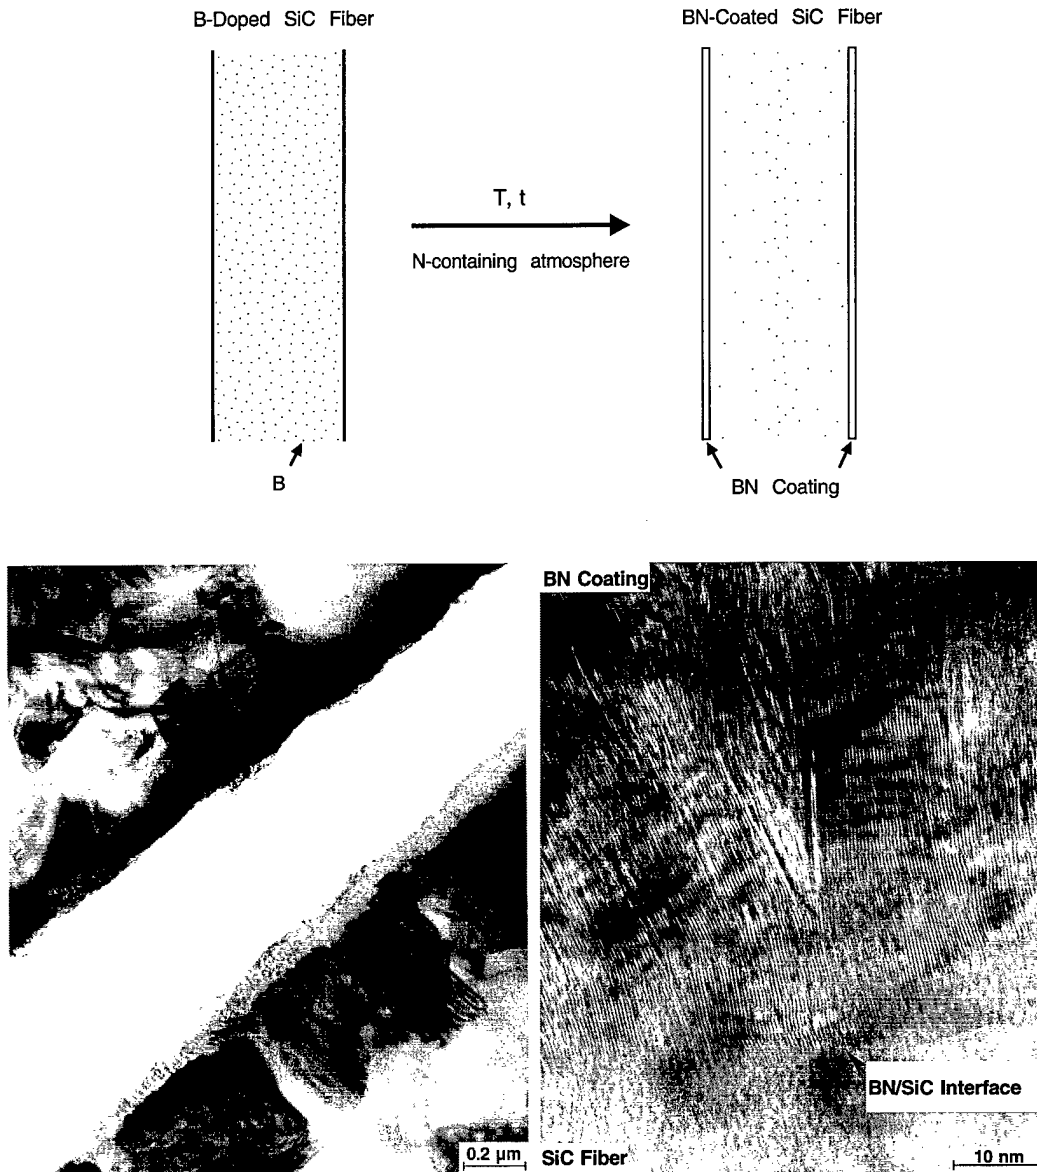 B-Doped SiC Fiber
BN-Coated SiC Fiber
T, t
N-containing atmosphere
B
BN Coating
BN Coating
BN/SiC Interface
0.2 μm
SiC Fiber
10 nm